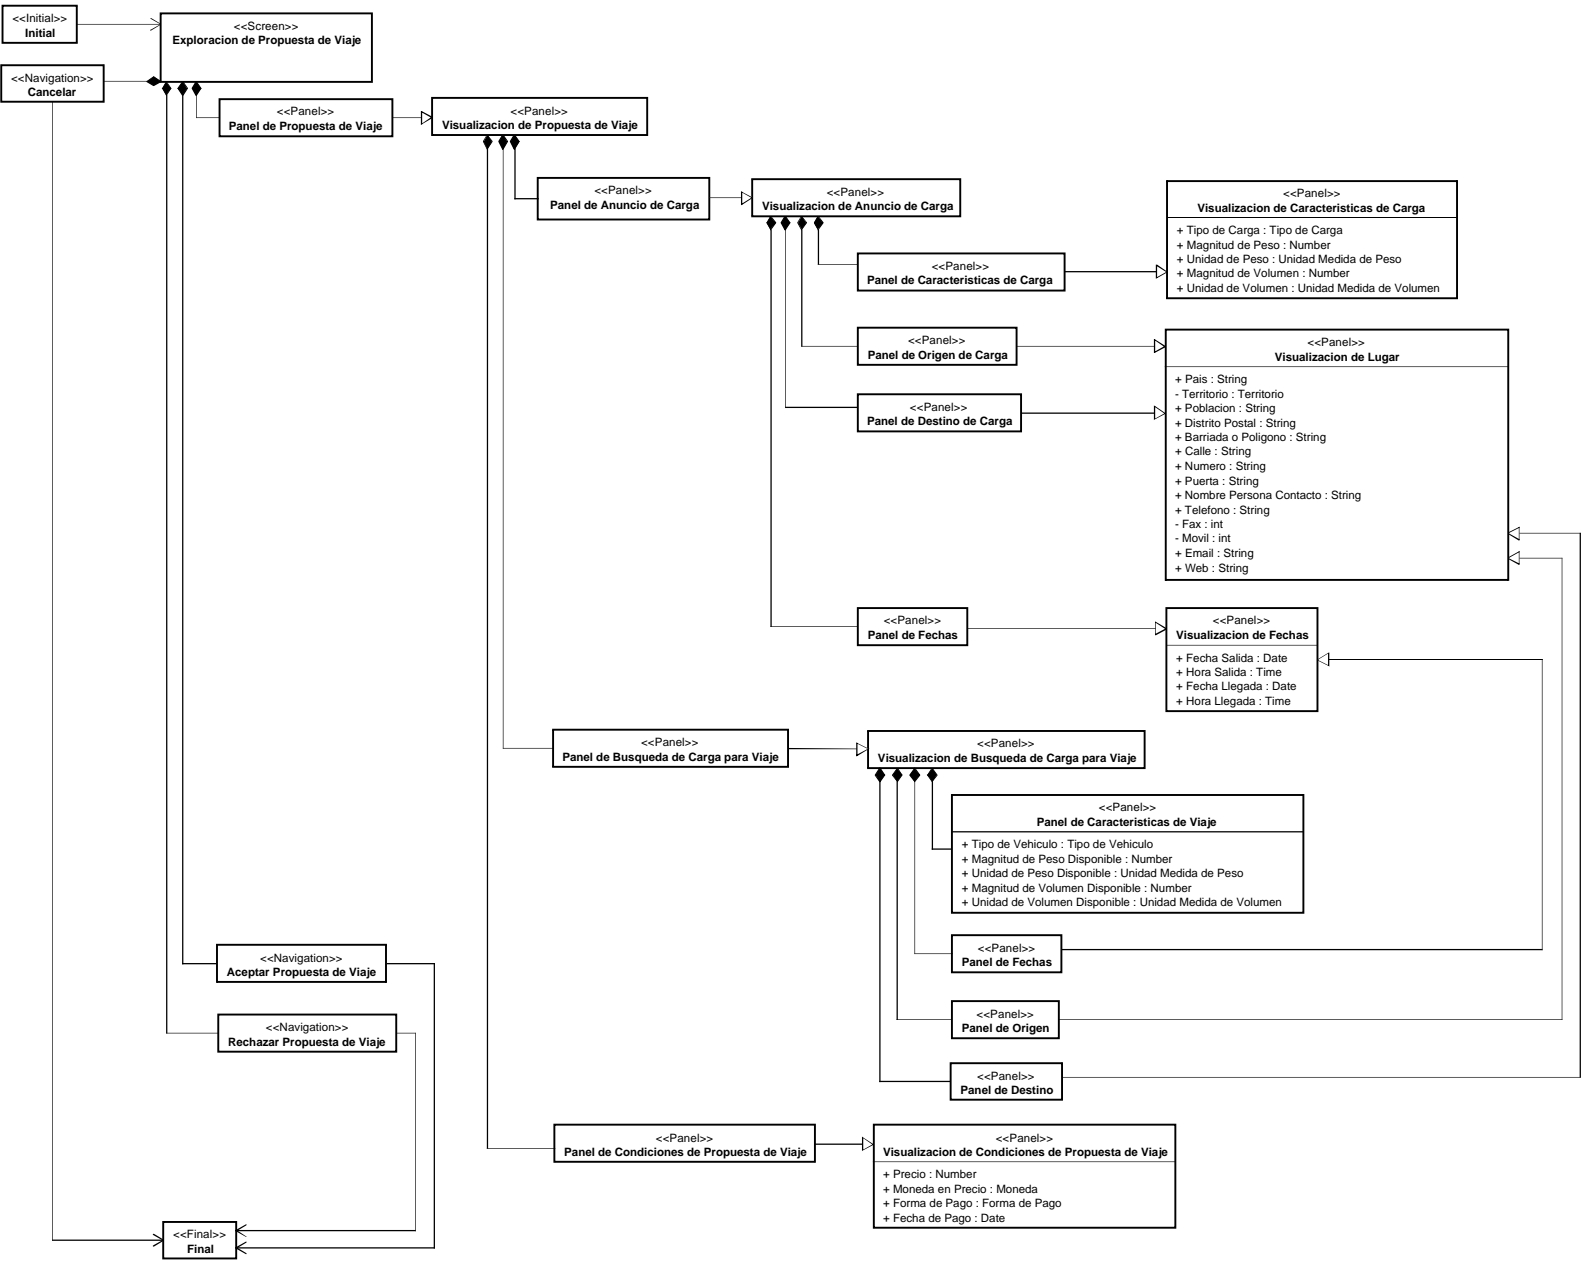 <<Initial>>
Initial
<<Screen>>
Exploracion de Propuesta de Viaje
<<Navigation>>
Cancelar
<<Panel>>
Panel de Propuesta de Viaje
<<Panel>>
Visualizacion de Propuesta de Viaje
<<Panel>>
Panel de Anuncio de Carga
<<Panel>>
Visualizacion de Anuncio de Carga
<<Panel>>
Visualizacion de Caracteristicas de Carga
+ Tipo de Carga : Tipo de Carga
+ Magnitud de Peso : Number
+ Unidad de Peso : Unidad Medida de Peso
+ Magnitud de Volumen : Number
+ Unidad de Volumen : Unidad Medida de Volumen
<<Panel>>
Panel de Caracteristicas de Carga
<<Panel>>
Panel de Origen de Carga
<<Panel>>
Visualizacion de Lugar
+ Pais : String
- Territorio : Territorio
+ Poblacion : String
+ Distrito Postal : String
+ Barriada o Poligono : String
+ Calle : String
+ Numero : String
+ Puerta : String
+ Nombre Persona Contacto : String
+ Telefono : String
- Fax : int
- Movil : int
+ Email : String
+ Web : String
<<Panel>>
Panel de Destino de Carga
<<Panel>>
Panel de Fechas
<<Panel>>
Visualizacion de Fechas
+ Fecha Salida : Date
+ Hora Salida : Time
+ Fecha Llegada : Date
+ Hora Llegada : Time
<<Panel>>
Panel de Busqueda de Carga para Viaje
<<Panel>>
Visualizacion de Busqueda de Carga para Viaje
<<Panel>>
Panel de Caracteristicas de Viaje
+ Tipo de Vehiculo : Tipo de Vehiculo
+ Magnitud de Peso Disponible : Number
+ Unidad de Peso Disponible : Unidad Medida de Peso
+ Magnitud de Volumen Disponible : Number
+ Unidad de Volumen Disponible : Unidad Medida de Volumen
<<Panel>>
Panel de Fechas
<<Navigation>>
Aceptar Propuesta de Viaje
<<Panel>>
Panel de Origen
<<Navigation>>
Rechazar Propuesta de Viaje
<<Panel>>
Panel de Destino
<<Panel>>
Panel de Condiciones de Propuesta de Viaje
<<Panel>>
Visualizacion de Condiciones de Propuesta de Viaje
+ Precio : Number
+ Moneda en Precio : Moneda
+ Forma de Pago : Forma de Pago
+ Fecha de Pago : Date
<<Final>>
Final